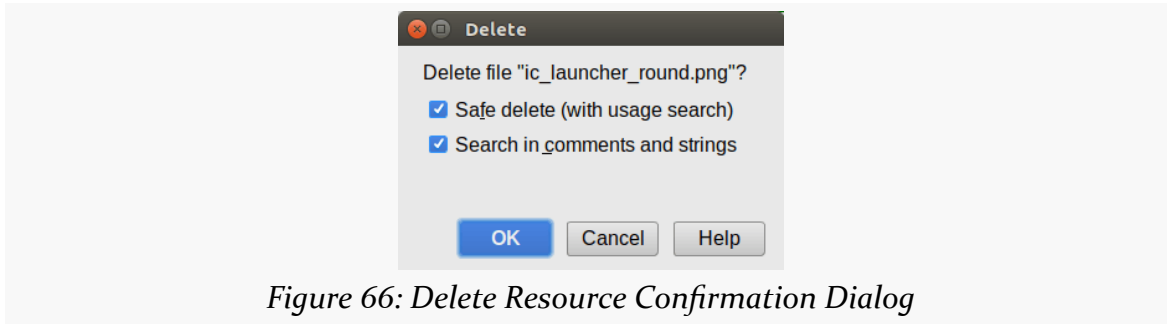 Delete
Delete file "ic_launcher_round.png"?
Safe delete (with usage search)
Search in comments and strings
OK Cancel Help
Figure 66: Delete Resource Confirmation Dialog